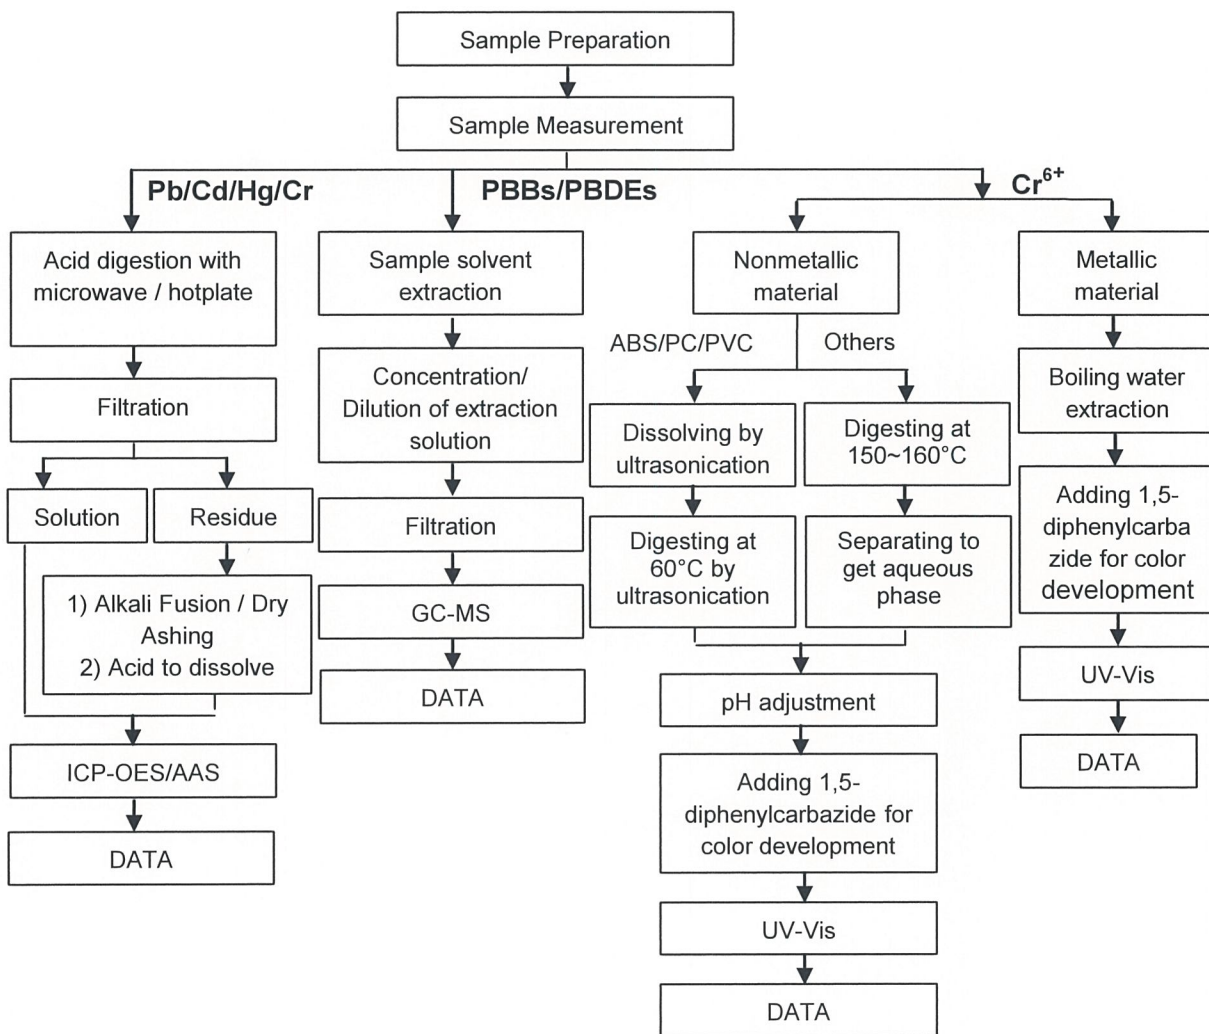 Sample Preparation
Sample Measurement
Pb/Cd/Hg/Cr
PBBs/PBDEs
Cr⁶⁺
Acid digestion with
microwave / hotplate
Filtration
Solution
Residue
1) Alkali Fusion / Dry
Ashing
2) Acid to dissolve
ICP-OES/AAS
DATA
Sample solvent
extraction
Concentration/
Dilution of extraction
solution
Filtration
GC-MS
DATA
Nonmetallic
material
ABS/PC/PVC
Others
Dissolving by
ultrasonication
Digesting at
60°C by
ultrasonication
Digesting at
150~160°C
Separating to
get aqueous
phase
pH adjustment
Adding 1,5-
diphenylcarbazide for
color development
UV-Vis
DATA
Metallic
material
Boiling water
extraction
Adding 1,5-
diphenylcarba
zide for color
development
UV-Vis
DATA